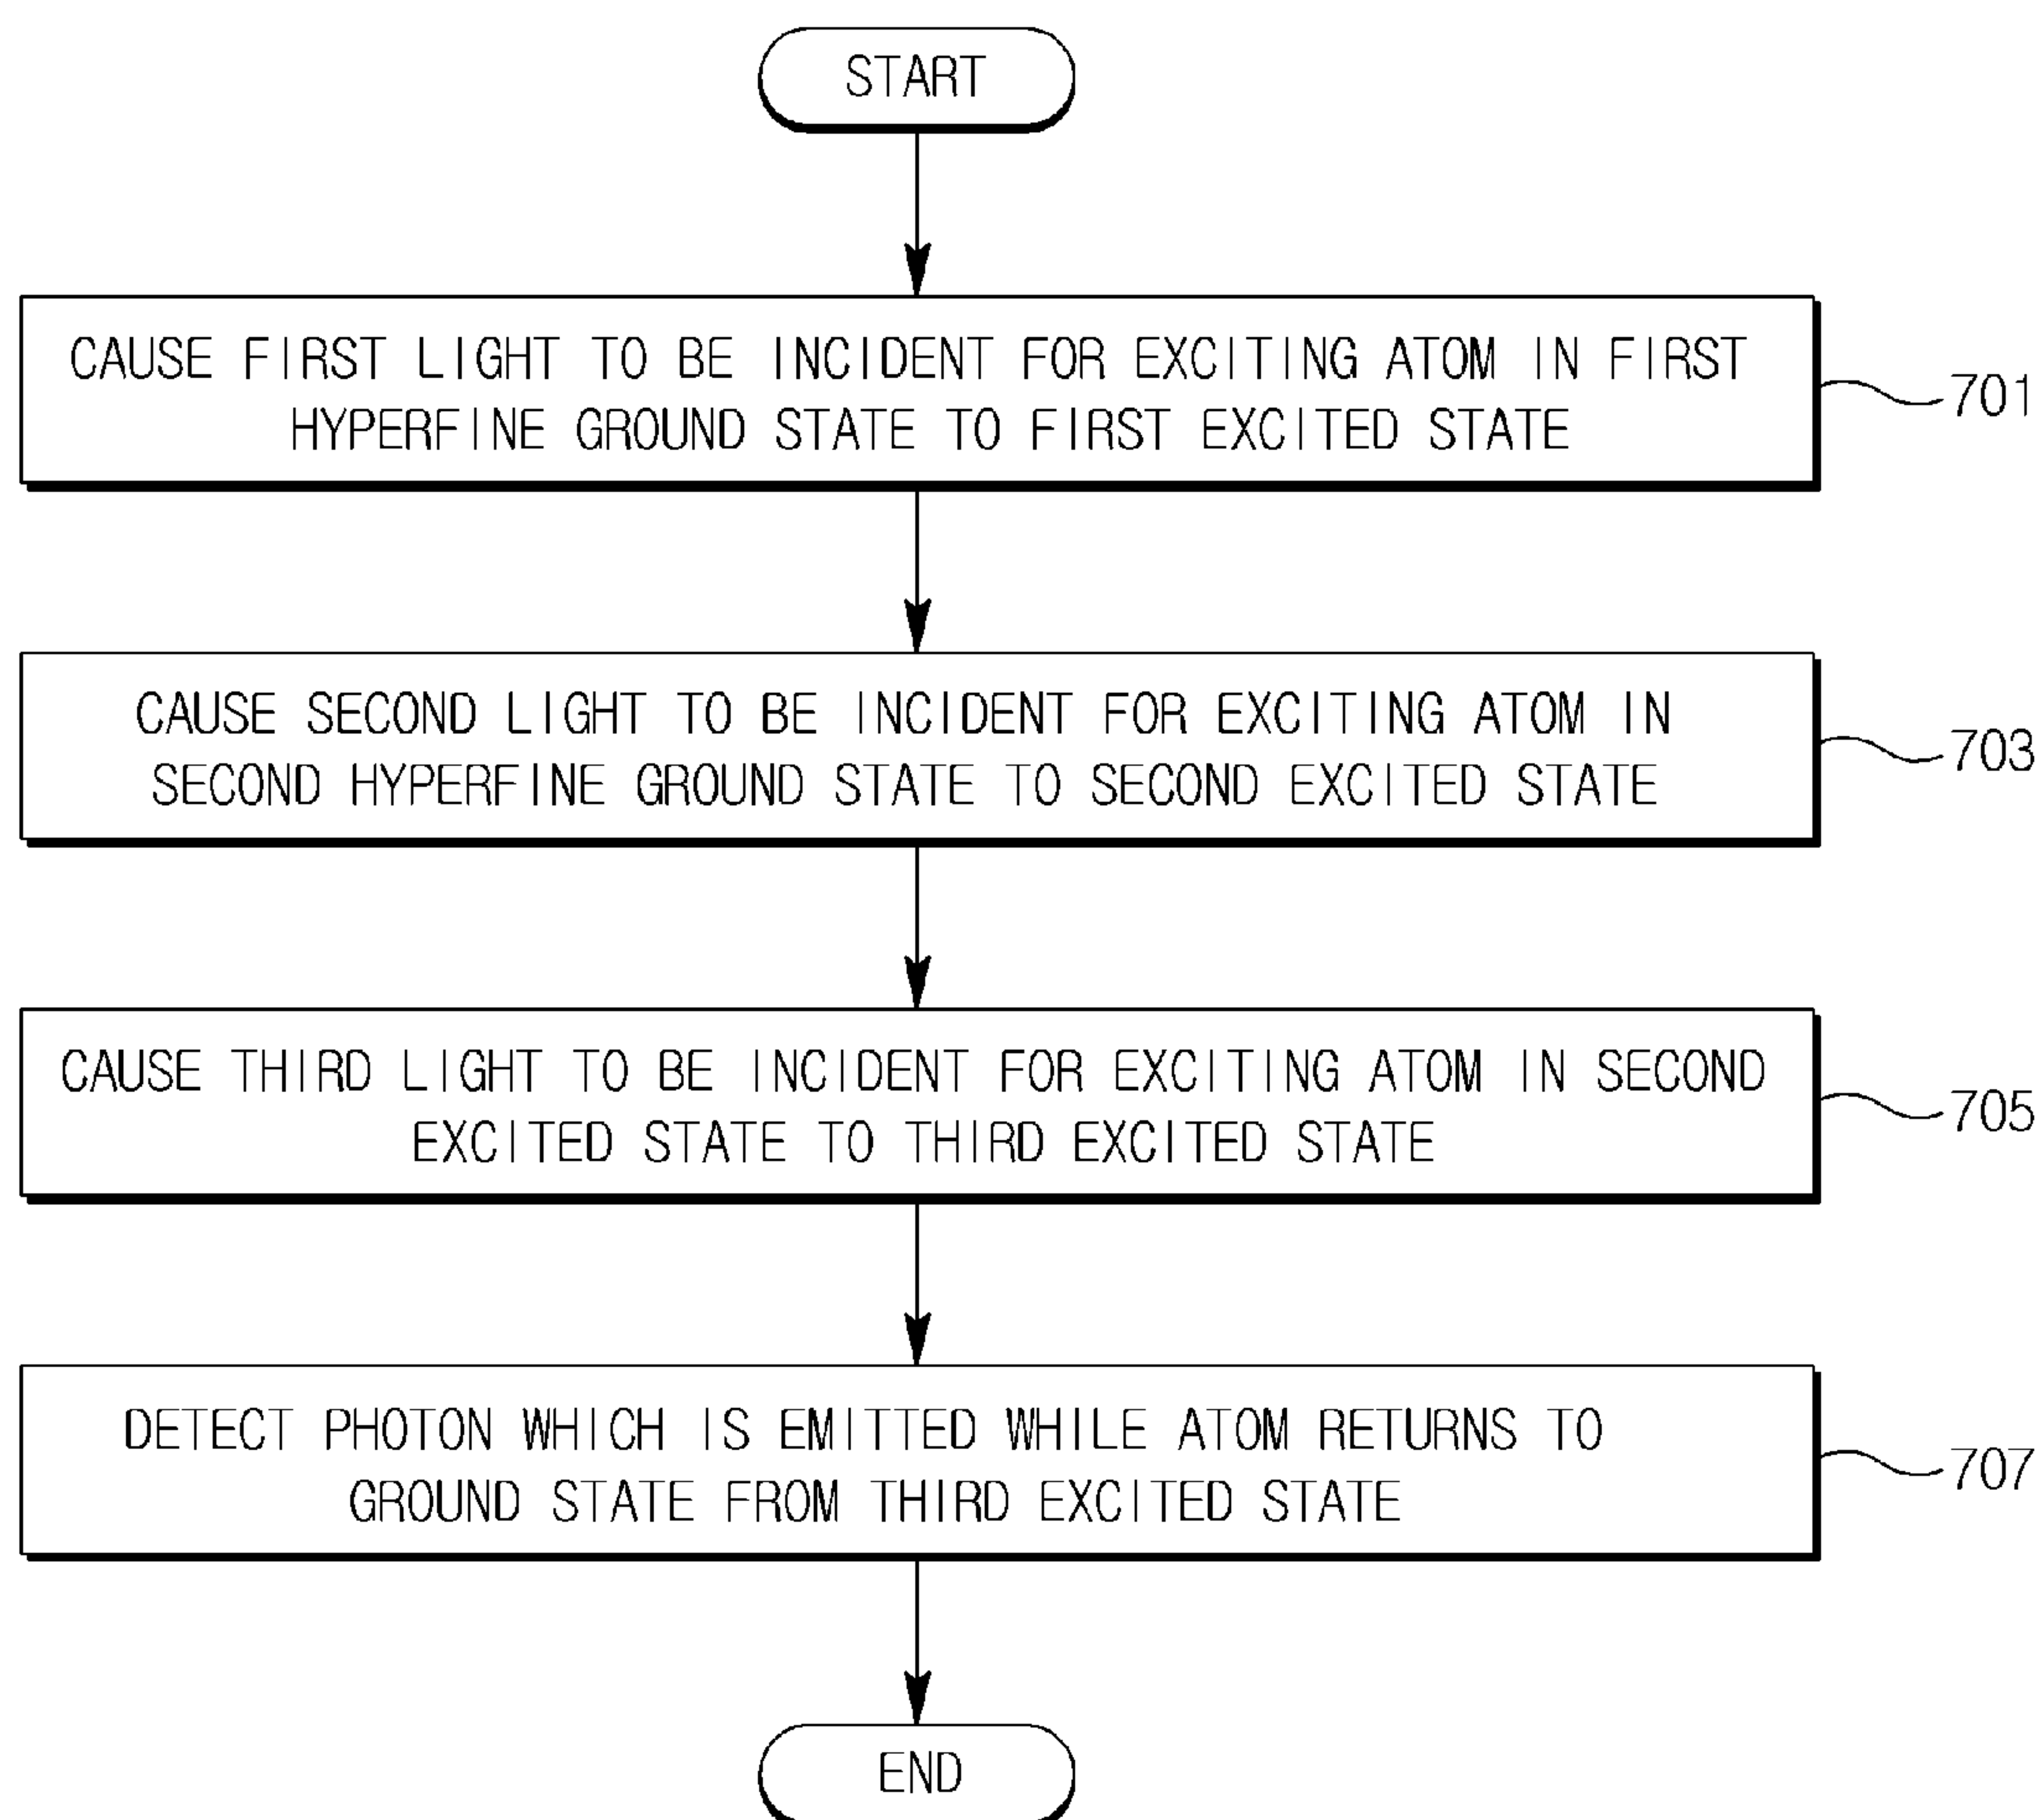 START
CAUSE FIRST LIGHT TO BE INCIDENT FOR EXCITING ATOM IN FIRST
HYPERFINE GROUND STATE TO FIRST EXCITED STATE
701
CAUSE SECOND LIGHT TO BE INCIDENT FOR EXCITING ATOM IN
SECOND HYPERFINE GROUND STATE TO SECOND EXCITED STATE
703
CAUSE THIRD LIGHT TO BE INCIDENT FOR EXCITING ATOM IN SECOND
EXCITED STATE TO THIRD EXCITED STATE
705
DETECT PHOTON WHICH IS EMITTED WHILE ATOM RETURNS TO
GROUND STATE FROM THIRD EXCITED STATE
707
END